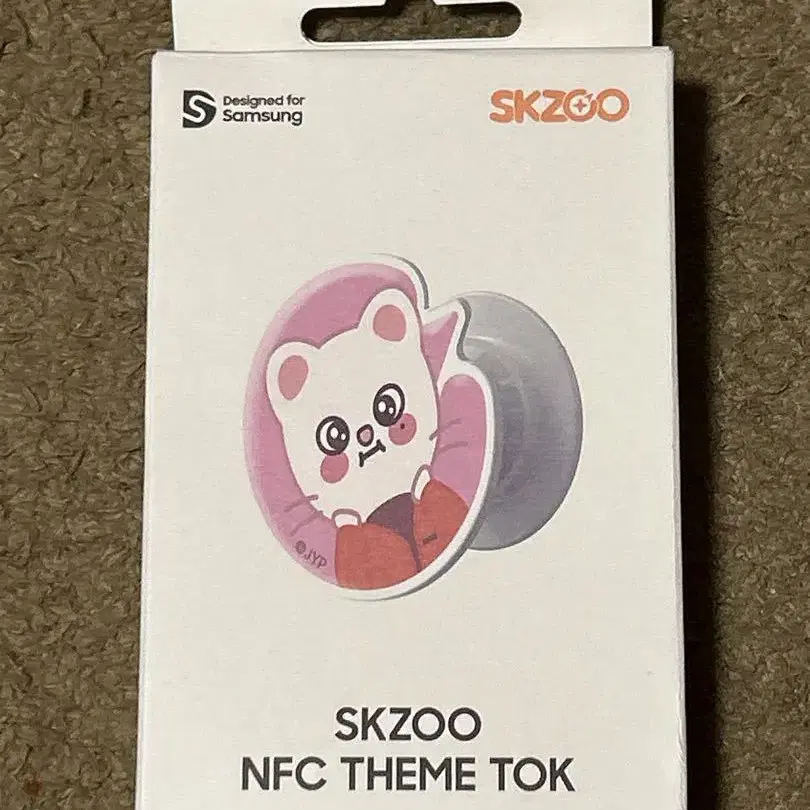 Designed for
Samsung
SKZOO
©JYP
SKZOO
NFC THEME TOK